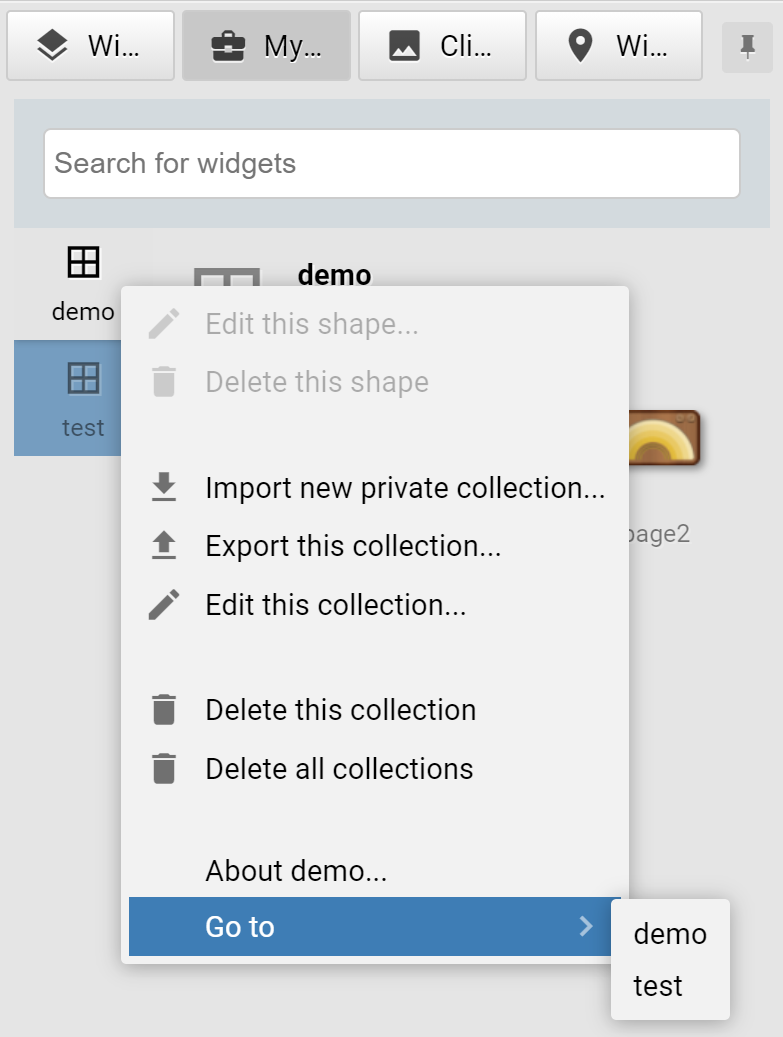 Wi... My... Cli... Wi...
Search for widgets
demo
demo
test
Edit this shape...
Delete this shape
Import new private collection...
Export this collection...
Edit this collection...
Delete this collection
Delete all collections
About demo...
Go to
demo
test
page2